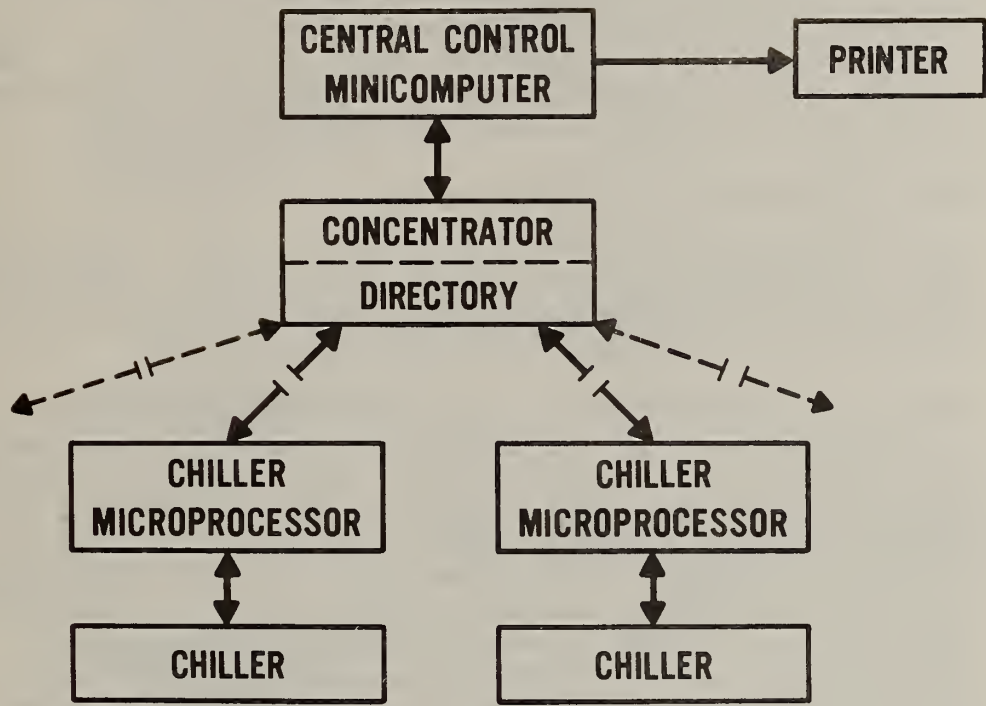 CENTRAL CONTROL
MINICOMPUTER
PRINTER
CONCENTRATOR
DIRECTORY
CHILLER
MICROPROCESSOR
CHILLER
MICROPROCESSOR
CHILLER
CHILLER